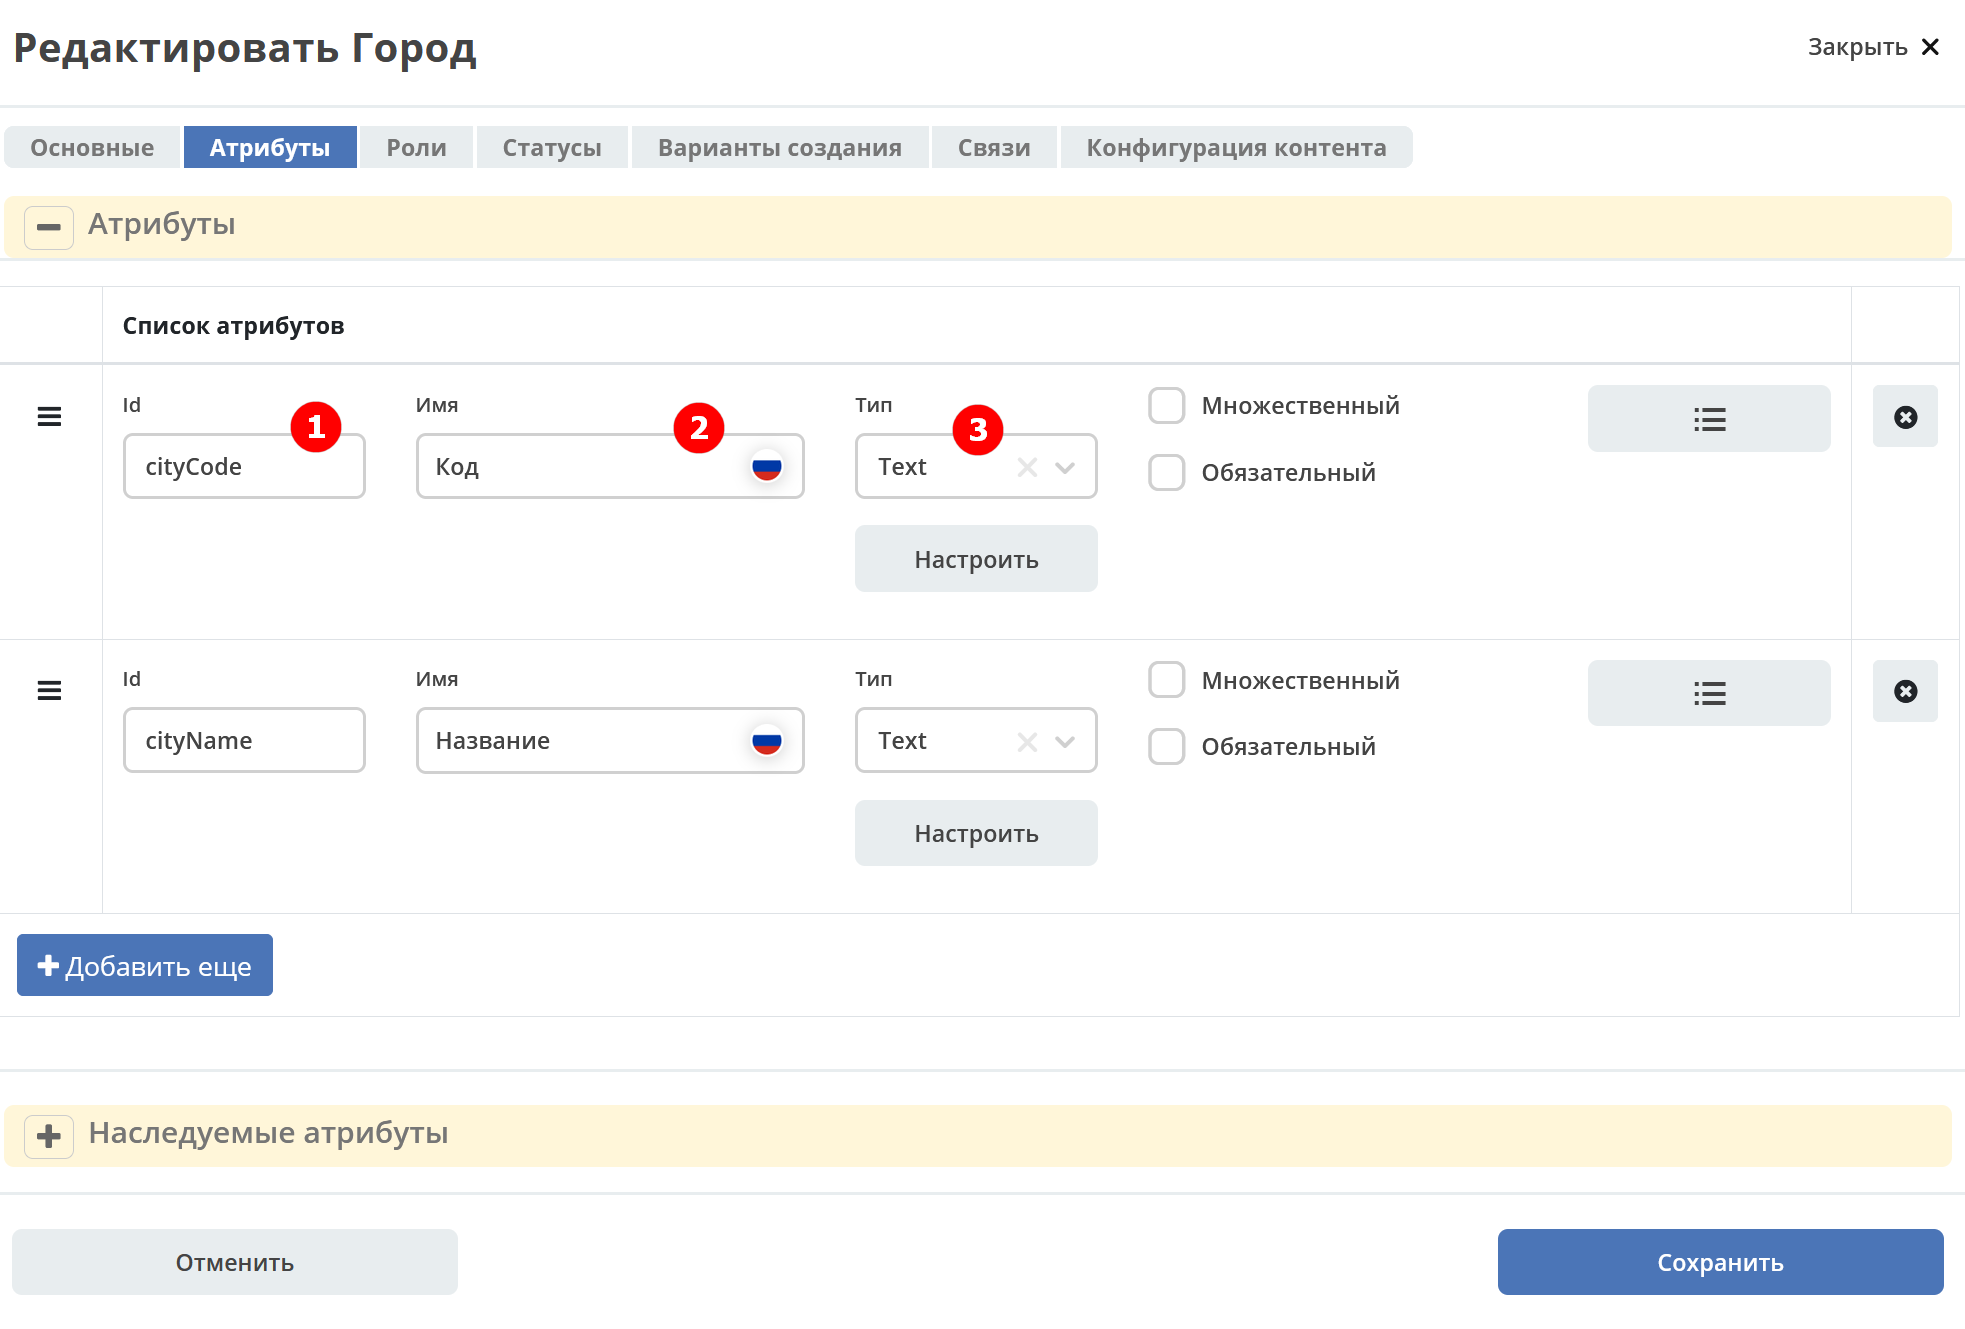 Редактировать Город
Закрыть
Основные Атрибуты Роли Статусы Варианты создания Связи Конфигурация контента
Атрибуты
Список атрибутов
Id 1 Имя 2 Тип 3 Множественный
cityCode Код Text Обязательный
Настроить
Id Имя Тип Множественный
cityName Название Text Обязательный
Настроить
Добавить еще
Наследуемые атрибуты
Отменить Сохранить